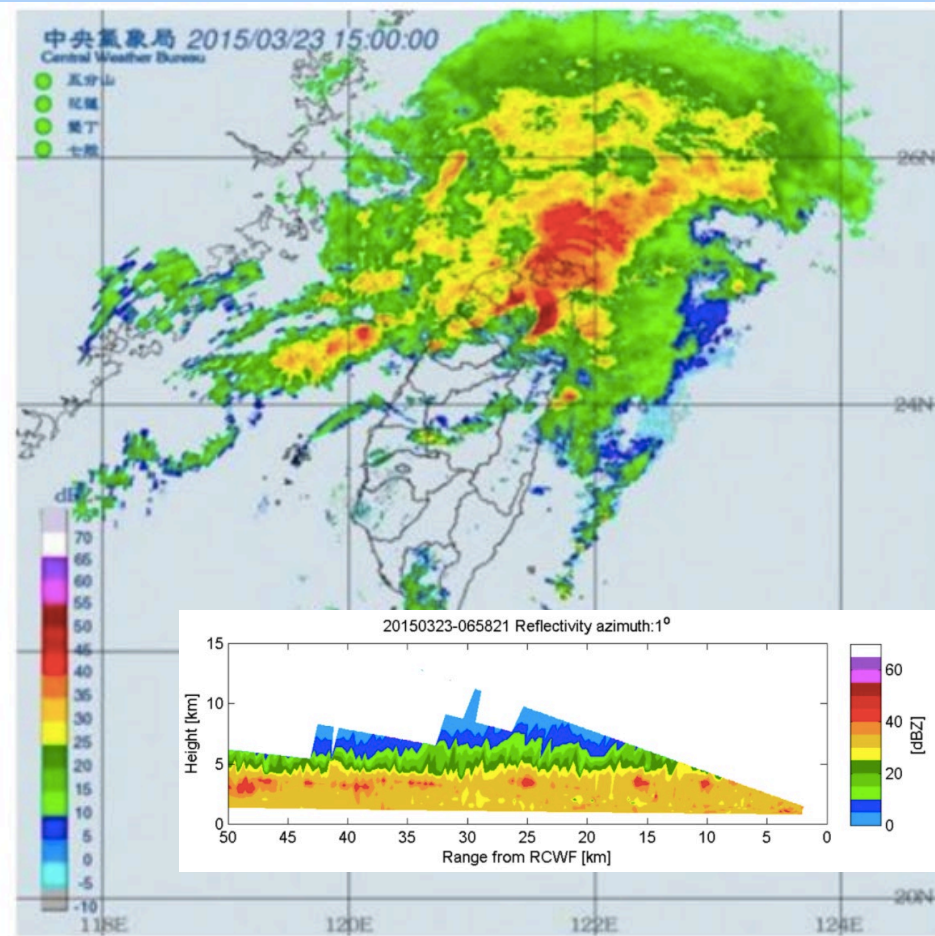 中央氣象局 2015/03/23 15:00:00
Central Weather Bureau
五分山
花蓮
墾丁
七股
26N
24N
dBZ
70
65
60
55
50
45
40
35
30
25
20
15
10
5
0
-5
-10
20150323-065821 Reflectivity azimuth:1°
15
10
5
0
Height [km]
50 45 40 35 30 25 20 15 10 5 0
Range from RCWF [km]
60
40
20
0
[dBZ]
20N
118E 120E 122E 124E